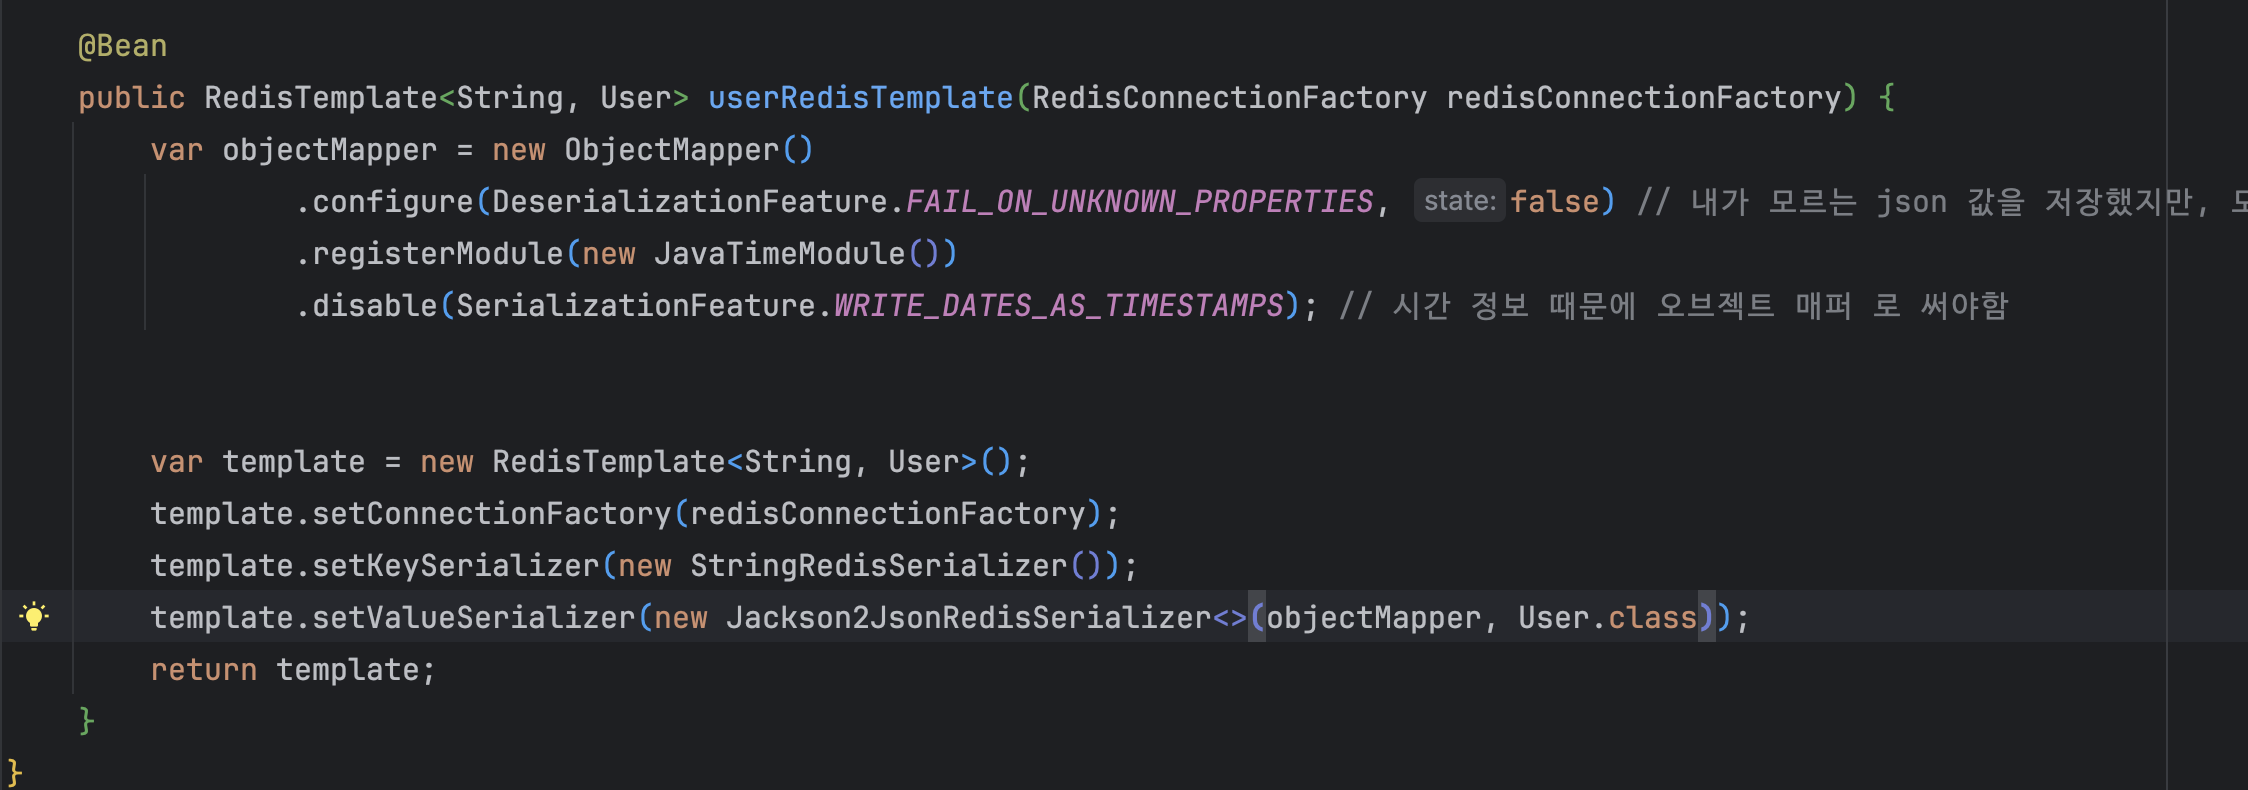 @Bean
public RedisTemplate<String, User> userRedisTemplate(RedisConnectionFactory redisConnectionFactory) {
var objectMapper = new ObjectMapper()
.configure(DeserializationFeature.FAIL_ON_UNKNOWN_PROPERTIES, state: false) // 내가 모르는 json 값을 저장했지만,
.registerModule(new JavaTimeModule())
.disable(SerializationFeature.WRITE_DATES_AS_TIMESTAMPS); // 시간 정보 때문에 오브젝트 매퍼 로 써야함
var template = new RedisTemplate<String, User>();
template.setConnectionFactory(redisConnectionFactory);
template.setKeySerializer(new StringRedisSerializer());
template.setValueSerializer(new Jackson2JsonRedisSerializer<>(objectMapper, User.class));
return template;
}
}